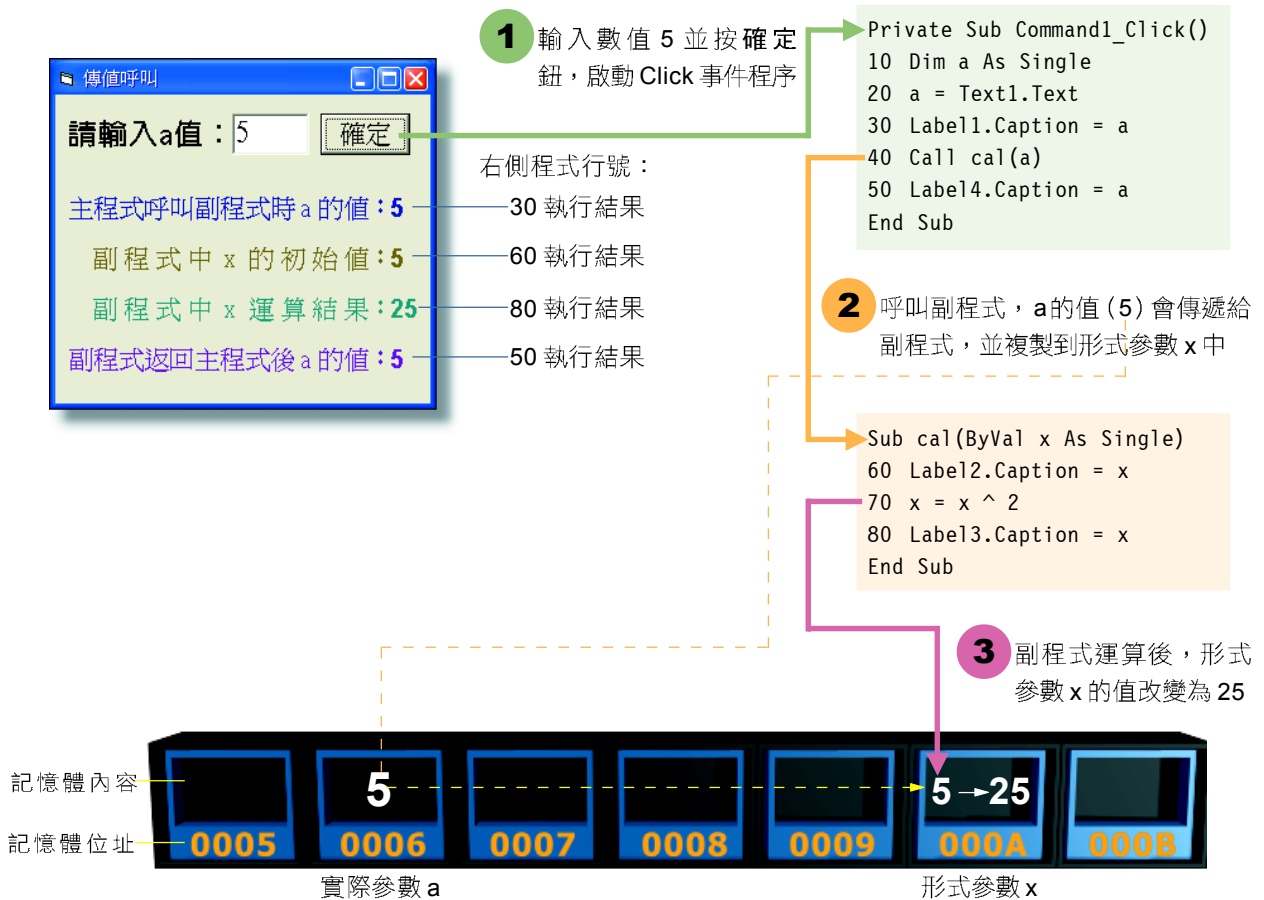 傳值呼叫
請輸入a值：5 確定
主程式呼叫副程式時a的值：5
副程式中x的初始值：5
副程式中x運算結果：25
副程式返回主程式後a的值：5
右側程式行號：
30 執行結果
60 執行結果
80 執行結果
50 執行結果
1 輸入數值 5 並按確定
鈕，啟動 Click 事件程序
Private Sub Command1_Click()
10 Dim a As Single
20 a = Text1.Text
30 Label1.Caption = a
40 Call cal(a)
50 Label4.Caption = a
End Sub
2 呼叫副程式，a的值(5)會傳遞給
副程式，並複製到形式參數 x 中
Sub cal(ByVal x As Single)
60 Label2.Caption = x
70 x = x ^ 2
80 Label3.Caption = x
End Sub
3 副程式運算後，形式
參數 x 的值改變為 25
記憶體內容
5 5→25
記憶體位址
0005 0006 0007 0008 0009 000A 000B
實際參數 a 形式參數 x